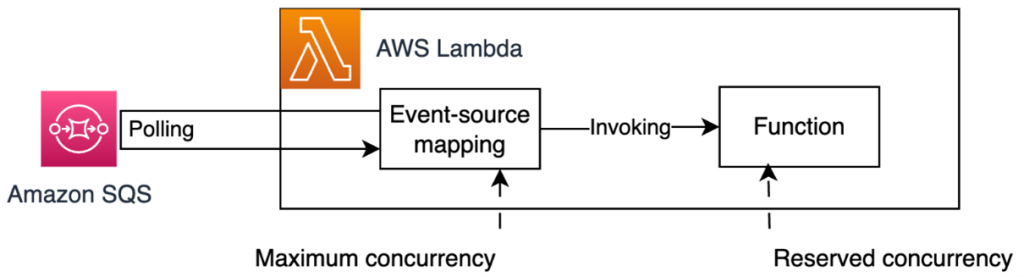 AWS Lambda
Polling
Event-source
mapping
Invoking
Function
Amazon SQS
Maximum concurrency
Reserved concurrency